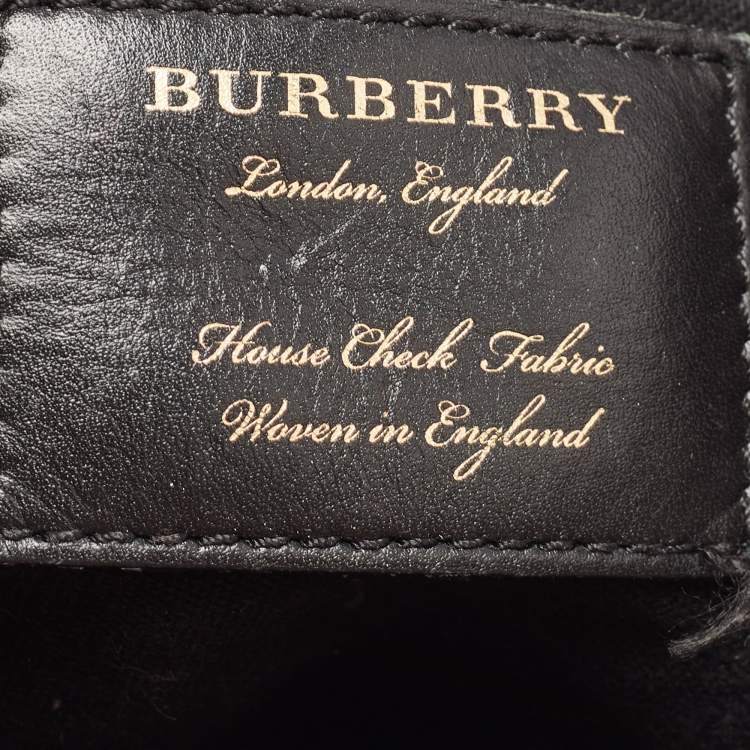 BURBERRY
London, England
House Check Fabric
Woven in England